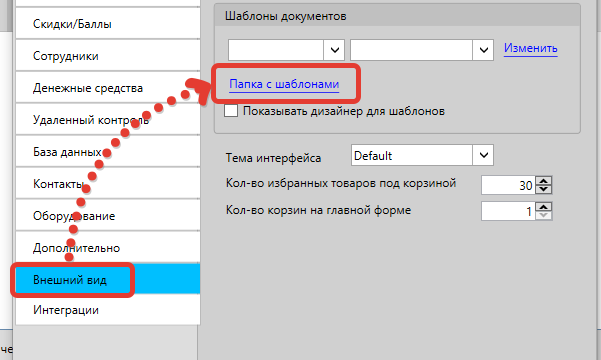 Скидки/Баллы
Сотрудники
Денежные средства
Удаленный контроль
База данных
Контакты
Оборудование
Дополнительно
Внешний вид
Интеграции
Шаблоны документов
Изменить
Папка с шаблонами
Показывать дизайнер для шаблонов
Тема интерфейса Default
Кол-во избранных товаров под корзиной 30
Кол-во корзин на главной форме 1
че